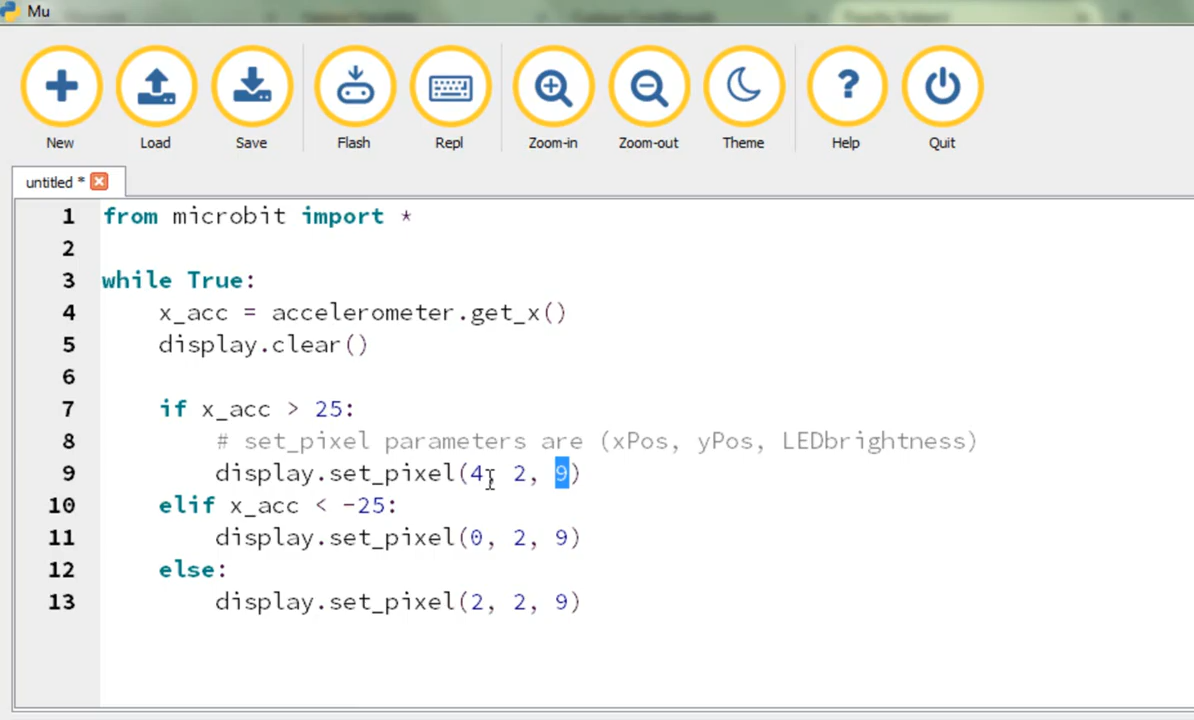 Mu
New Load Save Flash Repl Zoom-in Zoom-out Theme Help Quit
untitled *
1 from microbit import *
2
3 while True:
4     x_acc = accelerometer.get_x()
5     display.clear()
6
7     if x_acc > 25:
8         # set_pixel parameters are (xPos, yPos, LEDbrightness)
9         display.set_pixel(4, 2, 9)
10     elif x_acc < -25:
11         display.set_pixel(0, 2, 9)
12     else:
13         display.set_pixel(2, 2, 9)